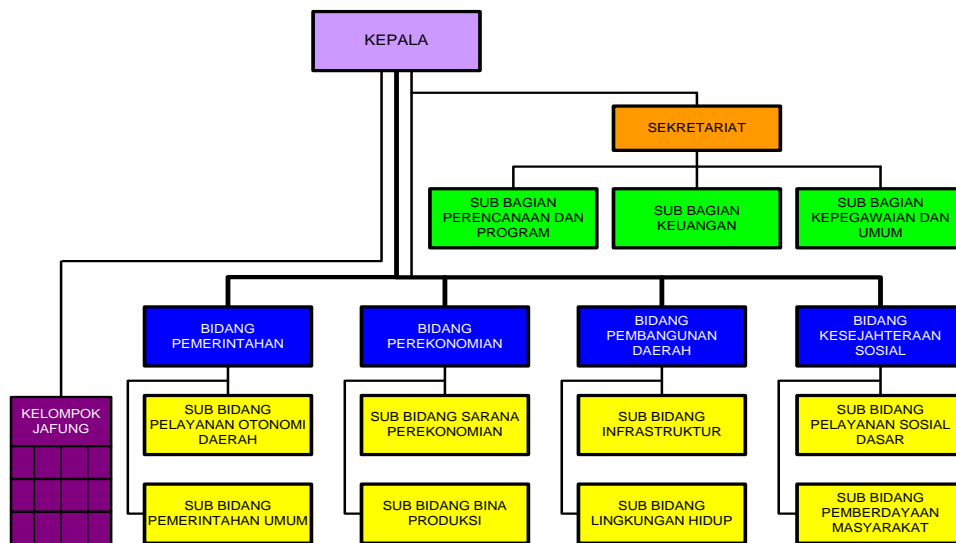 KEPALA
SEKRETARIAT
SUB BAGIAN
PERENCANAAN DAN
PROGRAM
SUB BAGIAN
KEUANGAN
SUB BAGIAN
KEPEGAWAIAN DAN
UMUM
BIDANG
PEMERINTAHAN
BIDANG
PEREKONOMIAN
BIDANG
PEMBANGUNAN
DAERAH
BIDANG
KESEJAHTERAAN
SOSIAL
KELOMPOK
JAFUNG
SUB BIDANG
PELAYANAN OTONOMI
DAERAH
SUB BIDANG SARANA
PEREKONOMIAN
SUB BIDANG
INFRASTRUKTUR
SUB BIDANG
PELAYANAN SOSIAL
DASAR
SUB BIDANG
PEMERINTAHAN UMUM
SUB BIDANG BINA
PRODUKSI
SUB BIDANG
LINGKUNGAN HIDUP
SUB BIDANG
PEMBERDAYAAN
MASYARAKAT